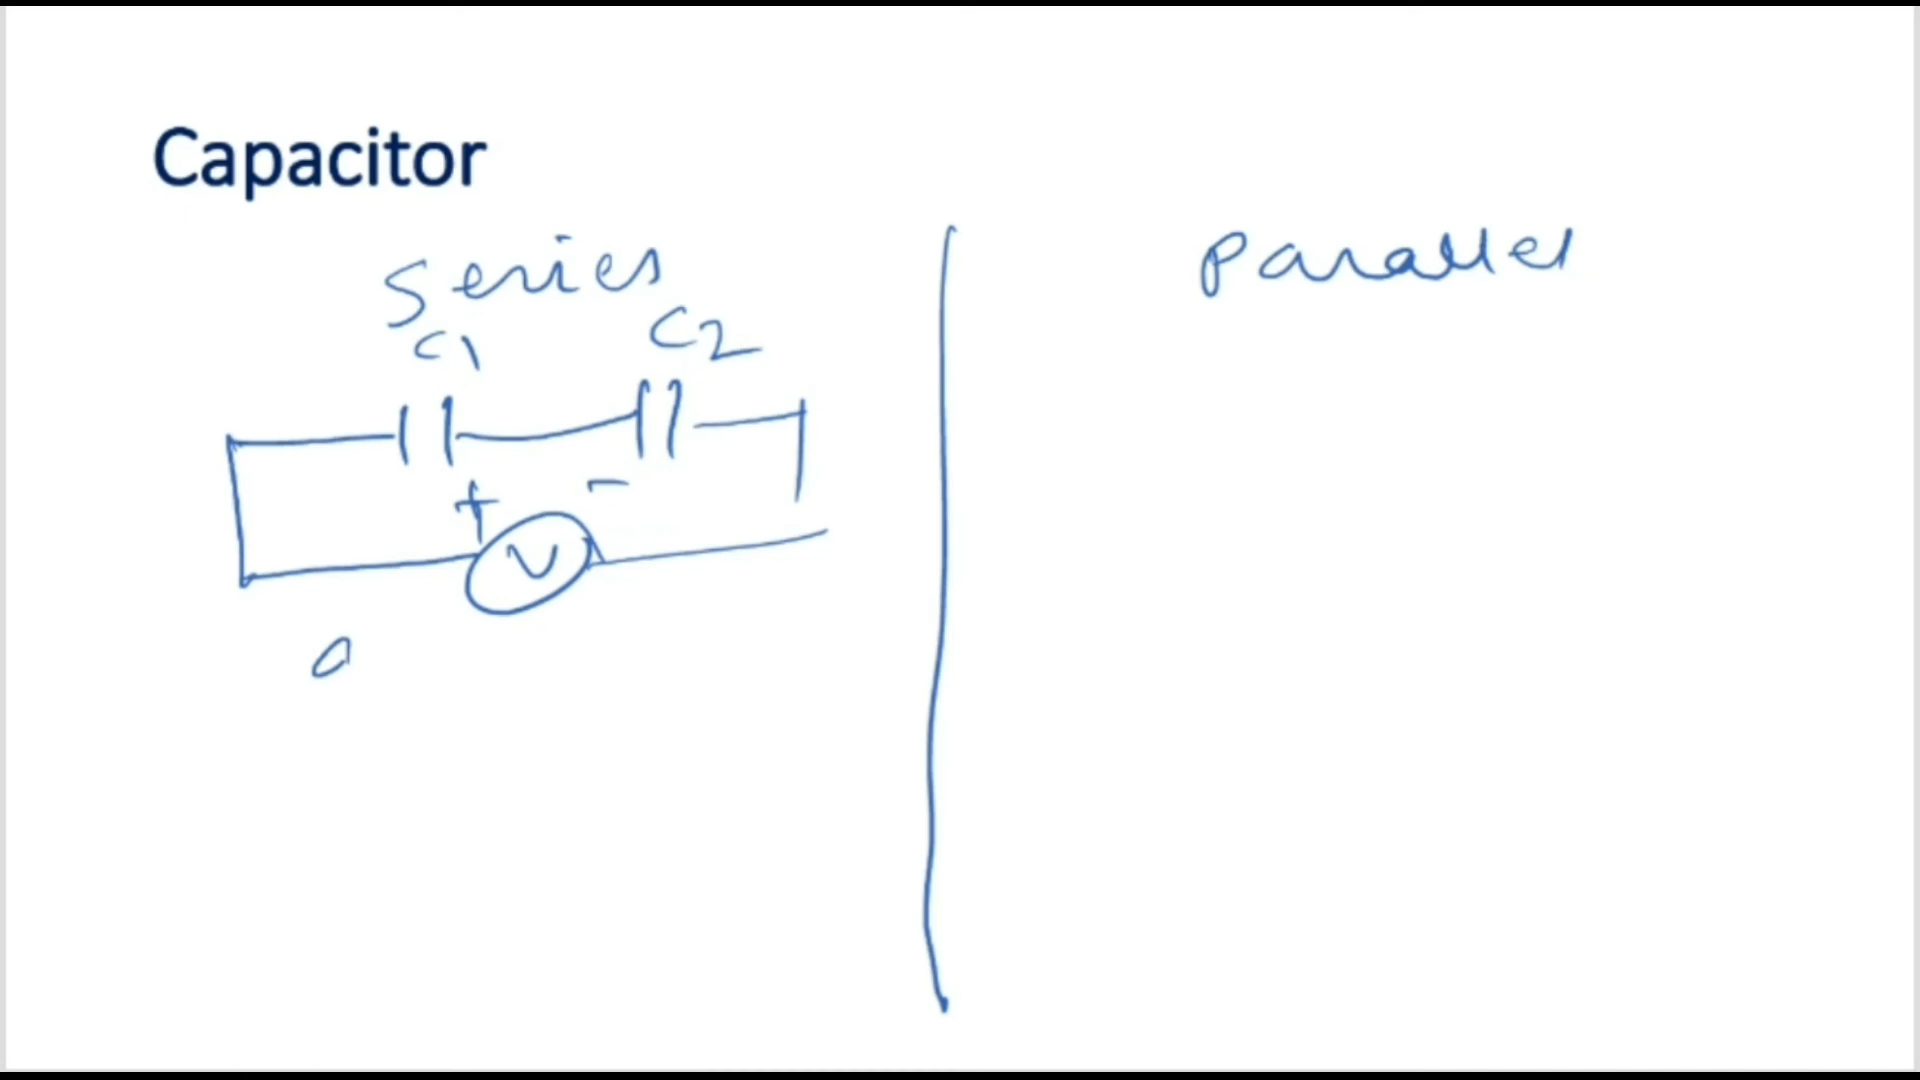 Capacitor
series
parallel
C1
C2
+
-
V
a